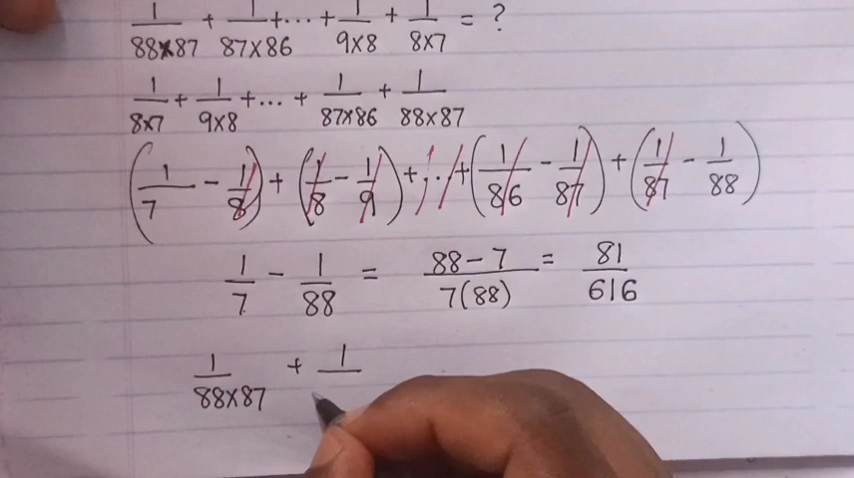 1/88×87 + 1/87×86 +...+ 1/9×8 + 1/8×7 = ?
1/8×7 + 1/9×8 +...+ 1/87×86 + 1/88×87
(1/7 - 1/8) + (1/8 - 1/9) +...+ (1/86 - 1/87) + (1/87 - 1/88)
1/7 - 1/88 = 88-7/7(88) = 81/616
1/88×87 + 1